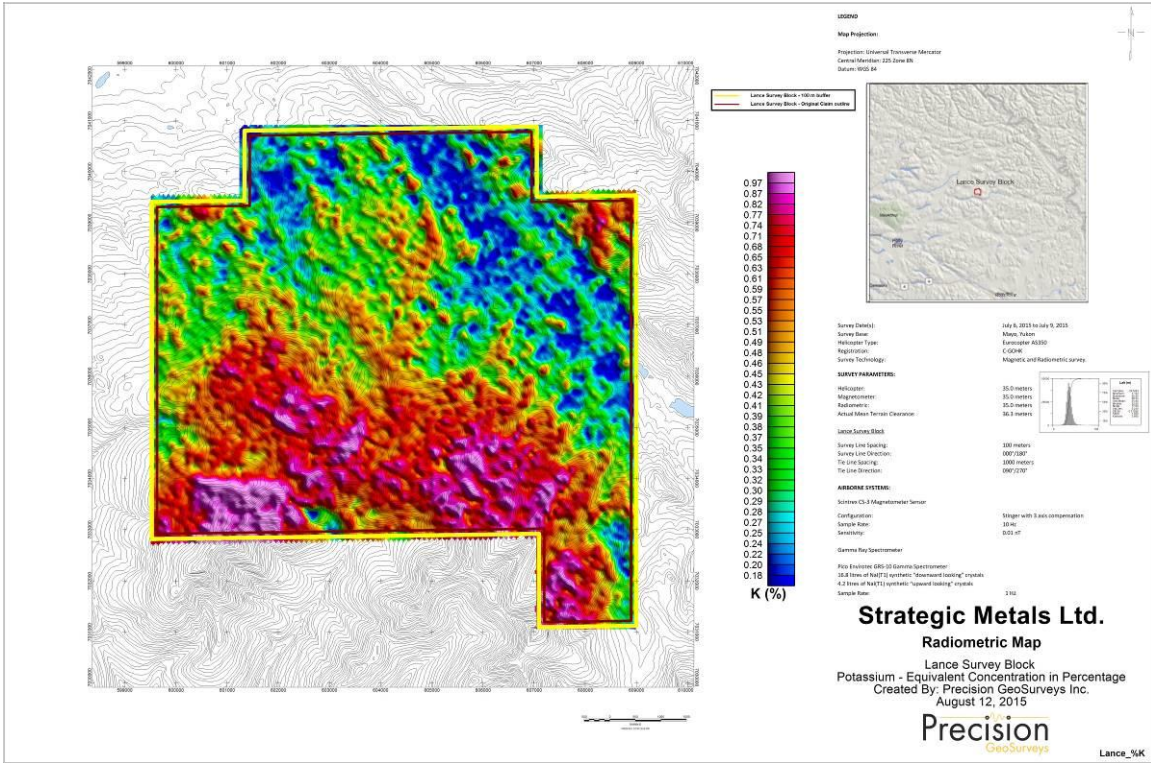 LEGEND
Map Projection:
Projection: Universal Transverse Mercator
Central Meridian: 225 Zone 8N
Datum: WGS 84
Lance Survey Block - 100 m buffer
Lance Survey Block - Original Claim outline
Lance Survey Block
0.97
0.87
0.82
0.77
0.74
0.71
0.68
0.65
0.63
0.61
0.59
0.57
0.55
0.53
0.51
0.49
0.48
0.46
0.45
0.43
0.42
0.41
0.39
0.38
0.37
0.35
0.34
0.33
0.32
0.30
0.29
0.28
0.27
0.25
0.24
0.22
0.20
0.18
K (%)
Survey Date(s): July 6, 2015 to July 9, 2015
Survey Base: Mayo, Yukon
Helicopter Type: Eurocopter AS350
Registration: C-GOHK
Survey Technology: Magnetic and Radiometric survey
SURVEY PARAMETERS:
Helicopter: 35.0 meters
Magnetometer: 35.0 meters
Radiometric: 35.0 meters
Actual Mean Terrain Clearance: 36.3 meters
Lance Survey Block
Survey Line Spacing: 100 meters
Survey Line Direction: 000°/180°
Tie Line Spacing: 1000 meters
Tie Line Direction: 090°/270°
AIRBORNE SYSTEMS:
Scintrex CS-3 Magnetometer Sensor
Configuration: Stinger with 3 axis compensation
Sample Rate: 10 Hz
Sensitivity: 0.01 nT
Gamma Ray Spectrometer
Pico Envirotec GRS-10 Gamma Spectrometer
16.8 litres of NaI(Tl) synthetic "downward looking" crystals
4.2 litres of NaI(Tl) synthetic "upward looking" crystals
Sample Rate: 1 Hz
Strategic Metals Ltd.
Radiometric Map
Lance Survey Block
Potassium - Equivalent Concentration in Percentage
Created By: Precision GeoSurveys Inc.
August 12, 2015
Precision
GeoSurveys
Lance_%K